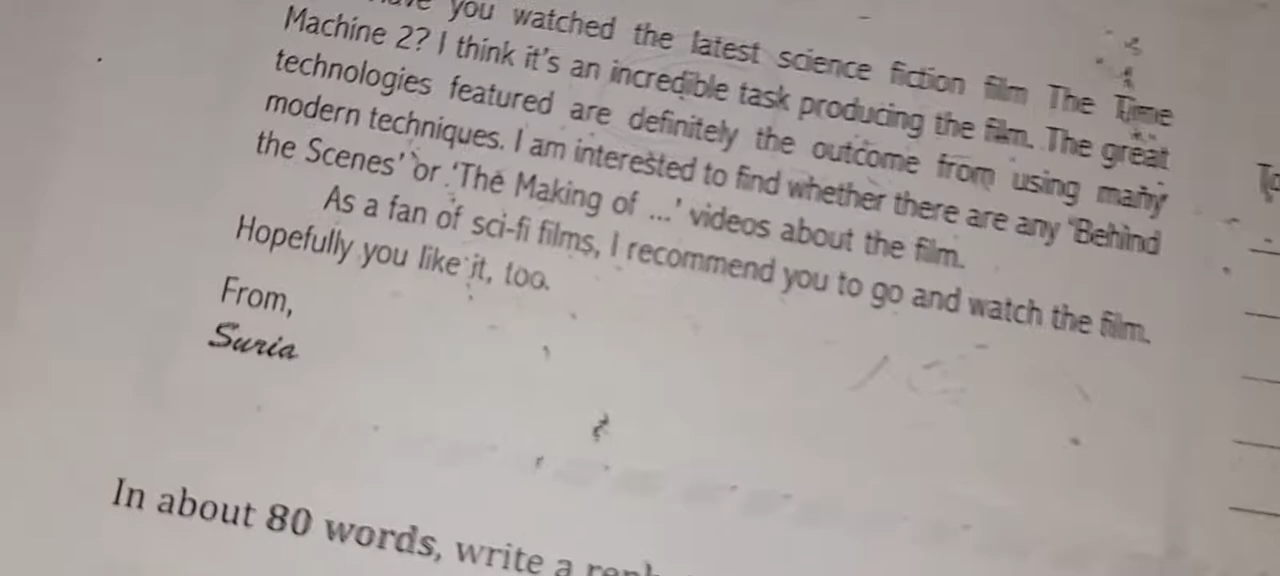 you watched the latest science fiction film The Time
Machine 2? I think it's an incredible task producing the film. The great
technologies featured are definitely the outcome from using many
modern techniques. I am interested to find whether there are any 'Behind
the Scenes' or 'The Making of ...' videos about the film.
As a fan of sci-fi films, I recommend you to go and watch the film.
Hopefully you like it, too.
From,
Suria
In about 80 words, write a